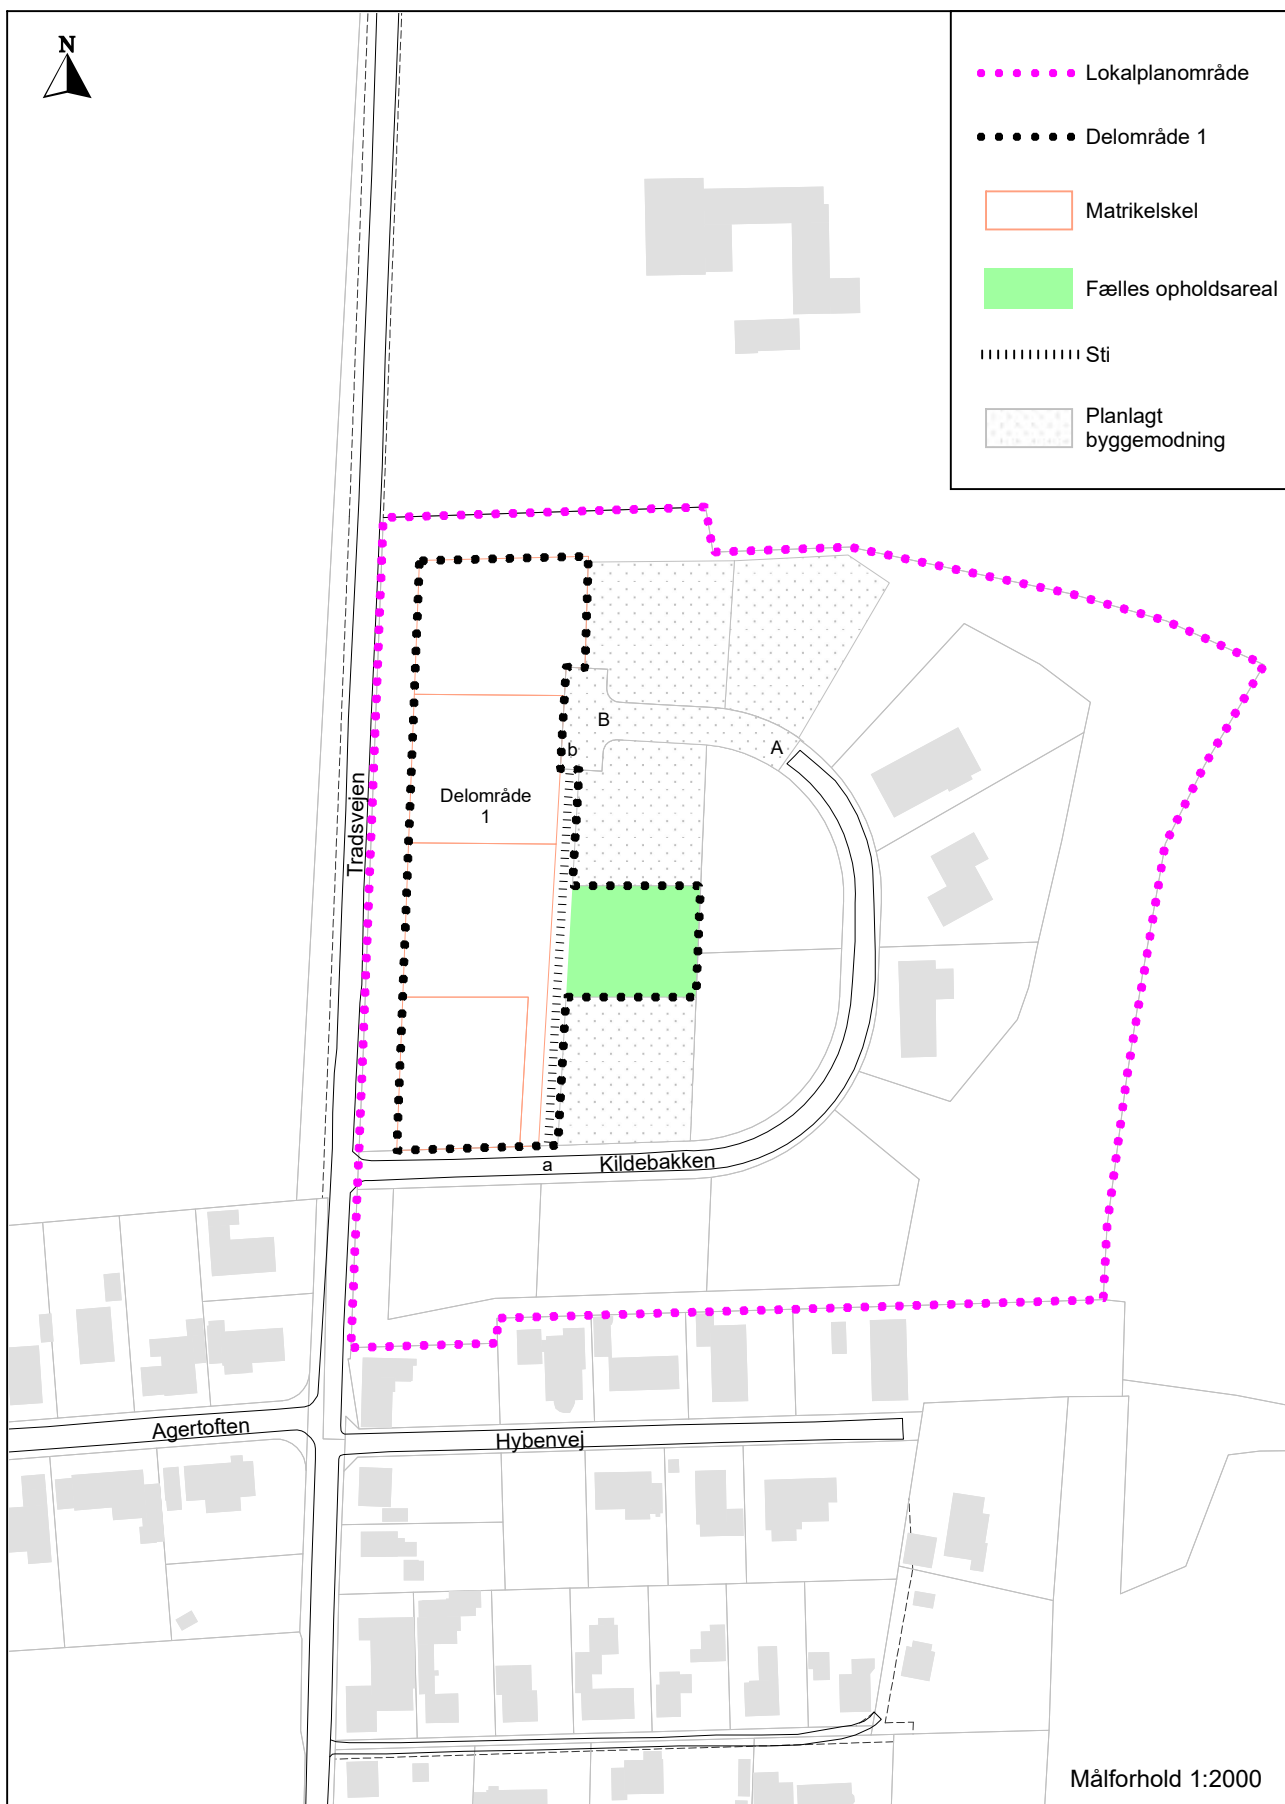 N
Lokalplanområde
Delområde 1
Matrikelskel
Fælles opholdsareal
Sti
Planlagt
byggemodning
B
b
A
Tradsvejen
Delområde
1
a
Kildebakken
Agertoften
Hybenvej
Målforhold 1:2000